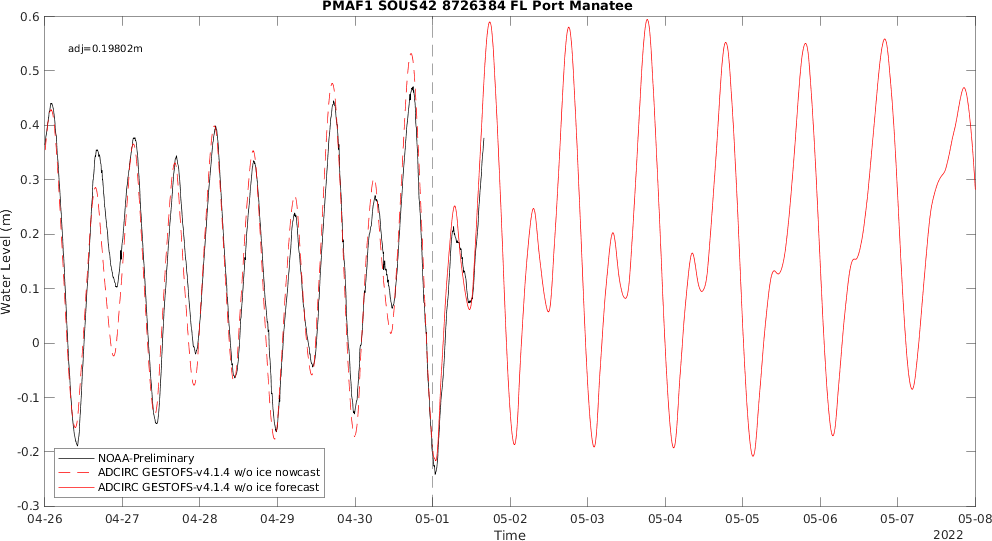 PMAF1 SOUS42 8726384 FL Port Manatee
adj=0.19802m
0.6
0.5
0.4
0.3
0.2
0.1
0
-0.1
-0.2
-0.3
Water Level (m)
NOAA-Preliminary
ADCIRC GESTOFS-v4.1.4 w/o ice nowcast
ADCIRC GESTOFS-v4.1.4 w/o ice forecast
04-26 04-27 04-28 04-29 04-30 05-01 05-02 05-03 05-04 05-05 05-06 05-07 05-08
Time
2022